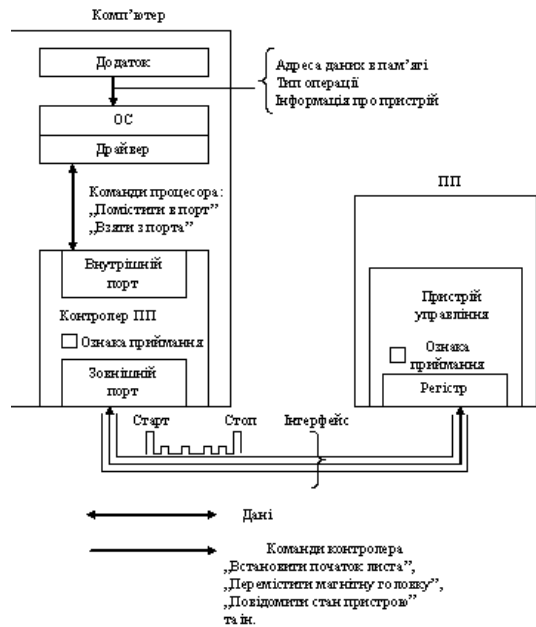 Комп’ютер
Додаток
Адреса даних в пам’яті
Тип операції
Інформація про пристрій
ОС
Драйвер
Команди процесора:
„Помістити в порт”
„Взяти з порта”
ПП
Внутрішній
порт
Контролер ПП
Ознака приймання
Зовнішній
порт
Пристрій
управління
Ознака
приймання
Регістр
Старт
Стоп
Інтерфейс
Дані
Команди контролера
„Встановити початок листа”,
„Перемістити магнітну головку”,
„Повідомити стан пристрою”
та ін.